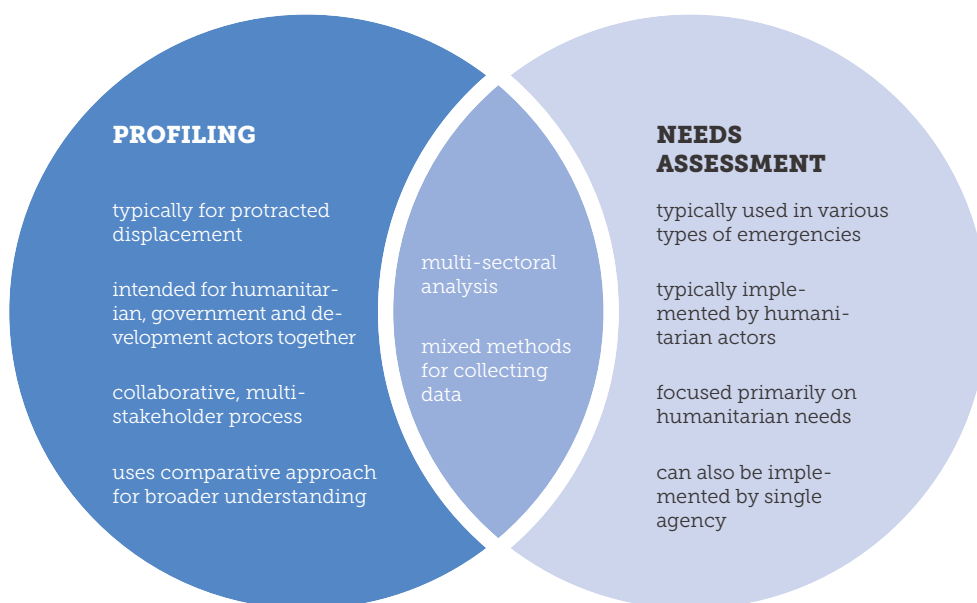 PROFILING
typically for protracted
displacement
intended for humanitar-
ian, government and de-
velopment actors together
collaborative, multi-
stakeholder process
uses comparative approach
for broader understanding
multi-sectoral
analysis
mixed methods
for collecting
data
NEEDS
ASSESSMENT
typically used in various
types of emergencies
typically imple-
mented by humani-
tarian actors
focused primarily on
humanitarian needs
can also be imple-
mented by single
agency